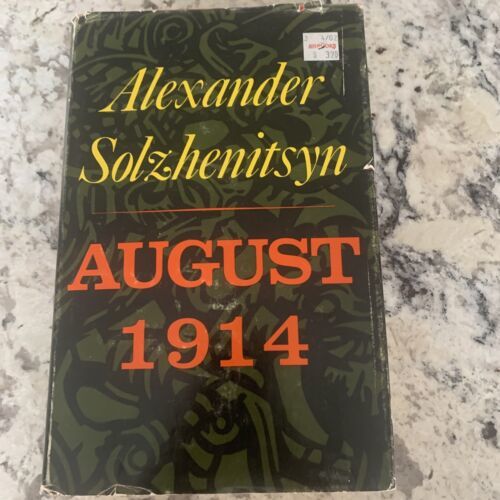 Alexander
Solzhenitsyn
AUGUST
1914